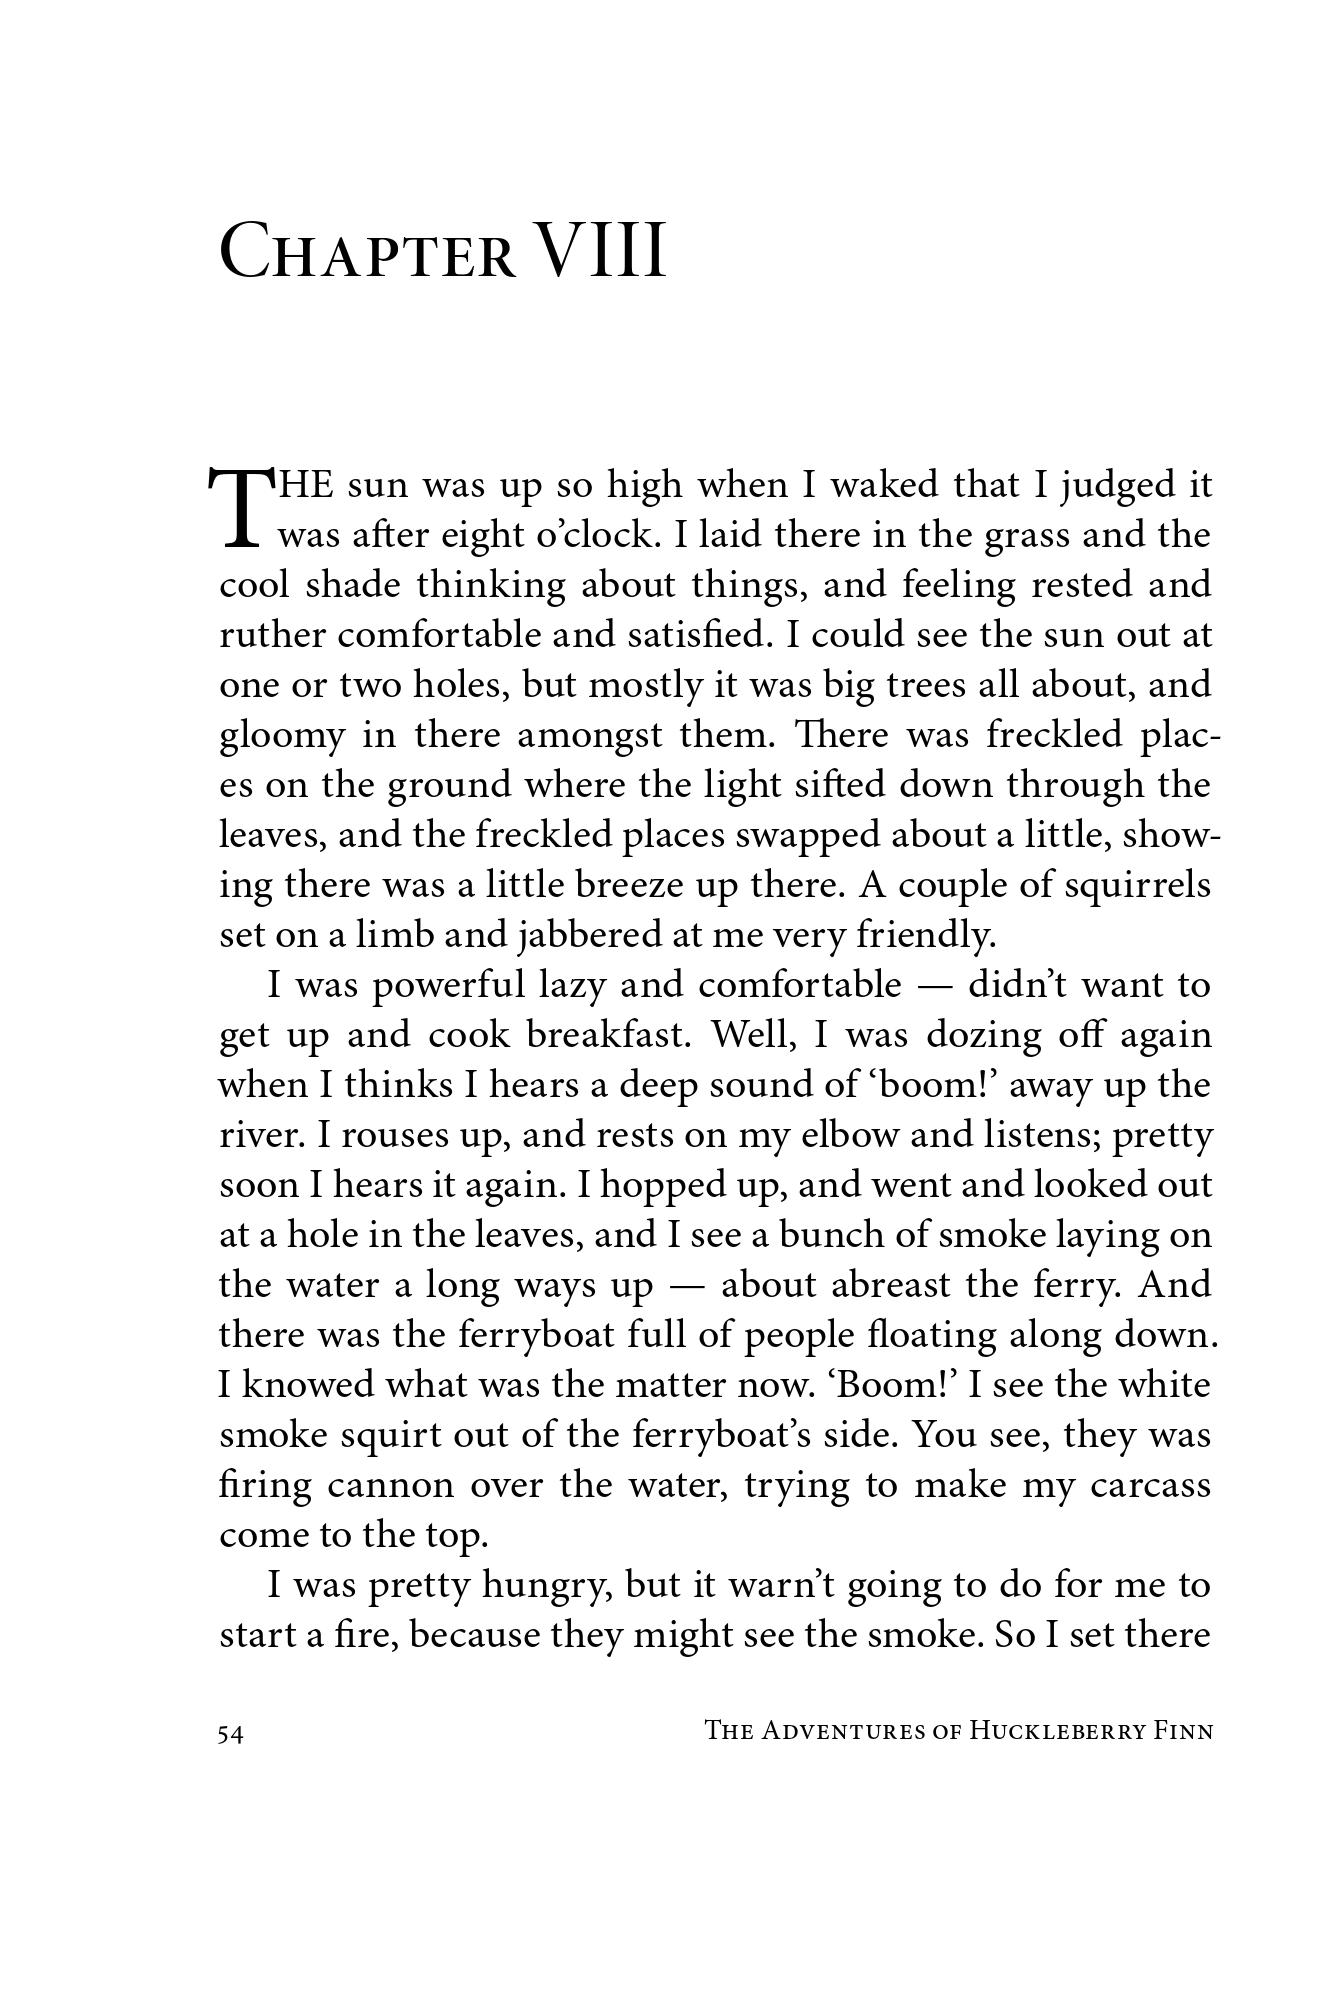 Chapter VIII
THE sun was up so high when I waked that I judged it
was after eight o’clock. I laid there in the grass and the
cool shade thinking about things, and feeling rested and
ruther comfortable and satisfied. I could see the sun out at
one or two holes, but mostly it was big trees all about, and
gloomy in there amongst them. There was freckled plac-
es on the ground where the light sifted down through the
leaves, and the freckled places swapped about a little, show-
ing there was a little breeze up there. A couple of squirrels
set on a limb and jabbered at me very friendly.
I was powerful lazy and comfortable — didn’t want to
get up and cook breakfast. Well, I was dozing off again
when I thinks I hears a deep sound of ‘boom!’ away up the
river. I rouses up, and rests on my elbow and listens; pretty
soon I hears it again. I hopped up, and went and looked out
at a hole in the leaves, and I see a bunch of smoke laying on
the water a long ways up — about abreast the ferry. And
there was the ferryboat full of people floating along down.
I knowed what was the matter now. ‘Boom!’ I see the white
smoke squirt out of the ferryboat’s side. You see, they was
firing cannon over the water, trying to make my carcass
come to the top.
I was pretty hungry, but it warn’t going to do for me to
start a fire, because they might see the smoke. So I set there
54 The Adventures of Huckleberry Finn